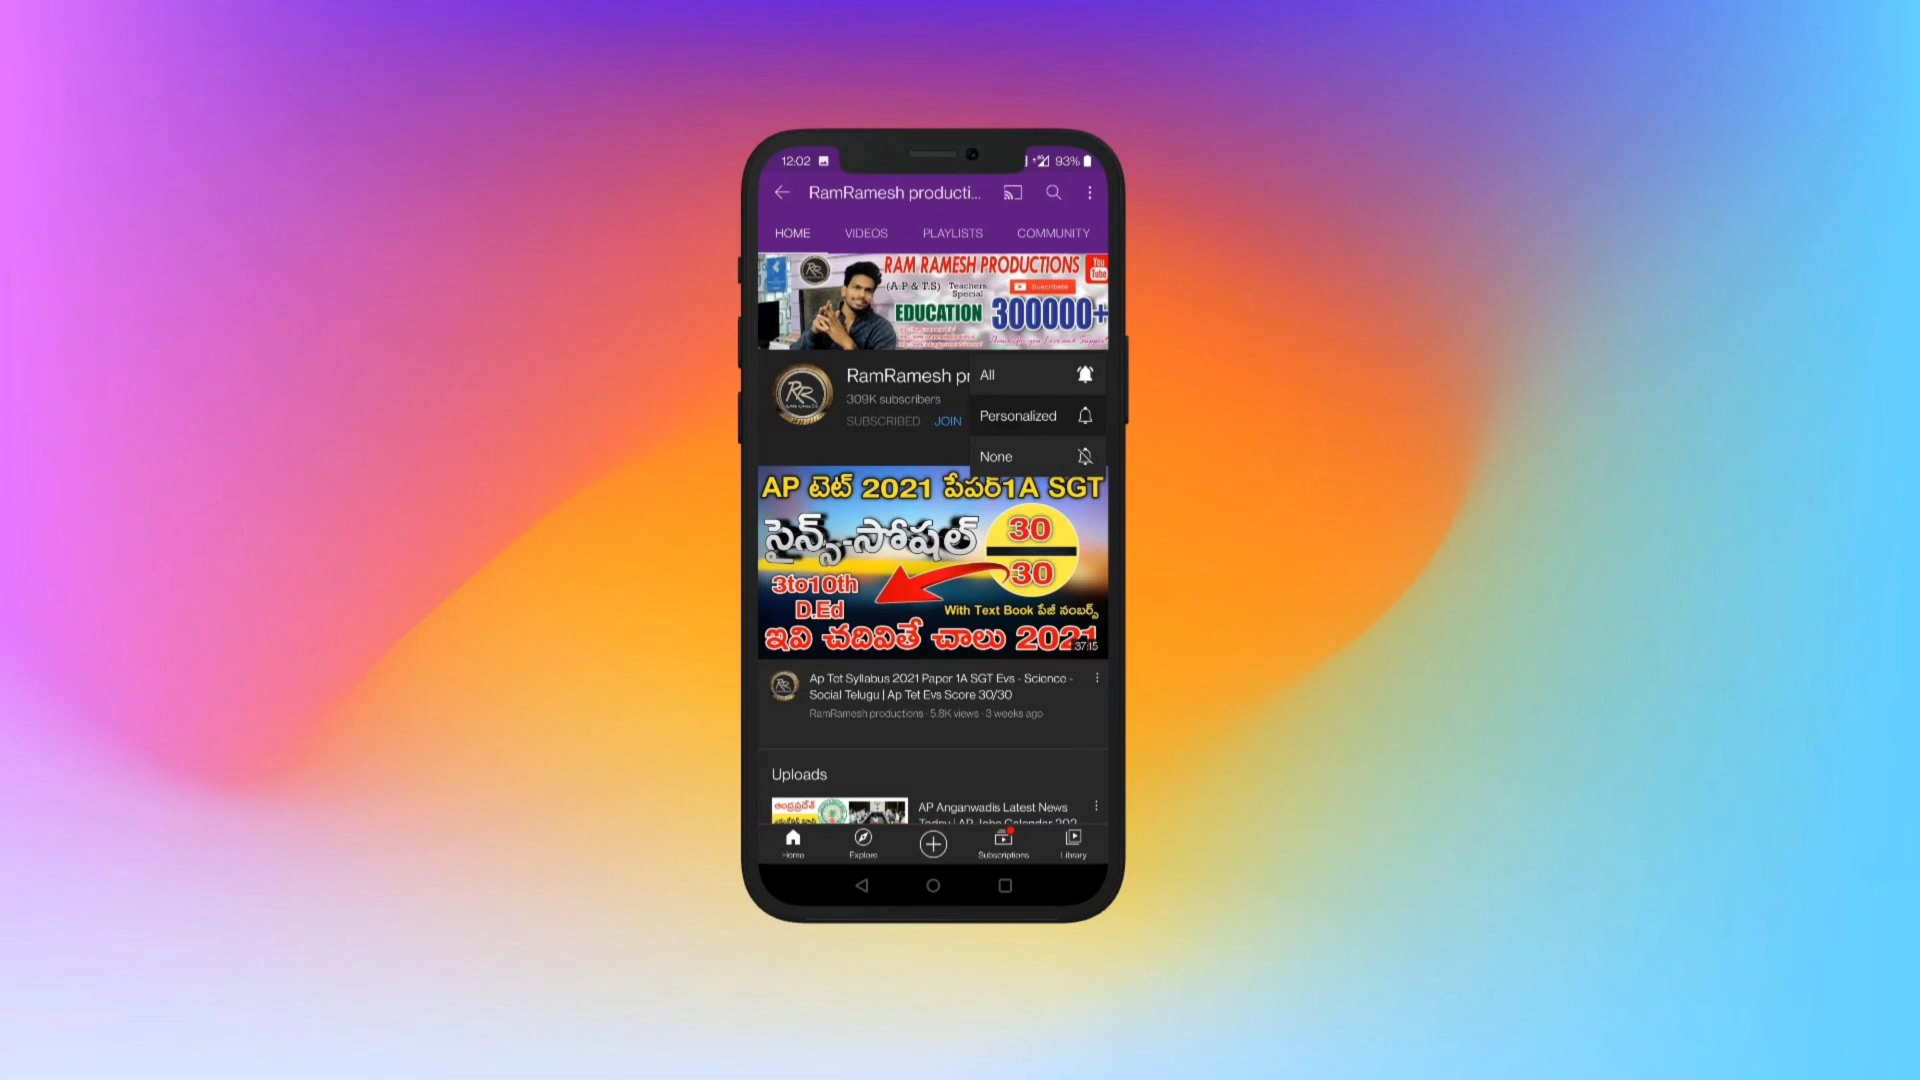 12:02
93%
RamRamesh producti...
HOME VIDEOS PLAYLISTS COMMUNITY
RAM RAMESH PRODUCTIONS
You
Tube
(A.P & T.S) Teachers
Special
EDUCATION
300000+
RamRamesh pr
309K subscribers
SUBSCRIBED JOIN
All
Personalized
None
AP టెట్ 2021 పేపర్1A SGT
సైన్స్-సోషల్
30
30
3to10th
D.Ed
With Text Book పేజీ నంబర్స్
ఇవి చదివితే చాలు 2021
37:15
Ap Tet Syllabus 2021 Paper 1A SGT Evs - Science -
Social Telugu | Ap Tet Evs Score 30/30
RamRamesh productions · 5.8K views · 3 weeks ago
Uploads
ఆంధ్రప్రదేశ్
AP Anganwadis Latest News
Home Explore Subscriptions Library